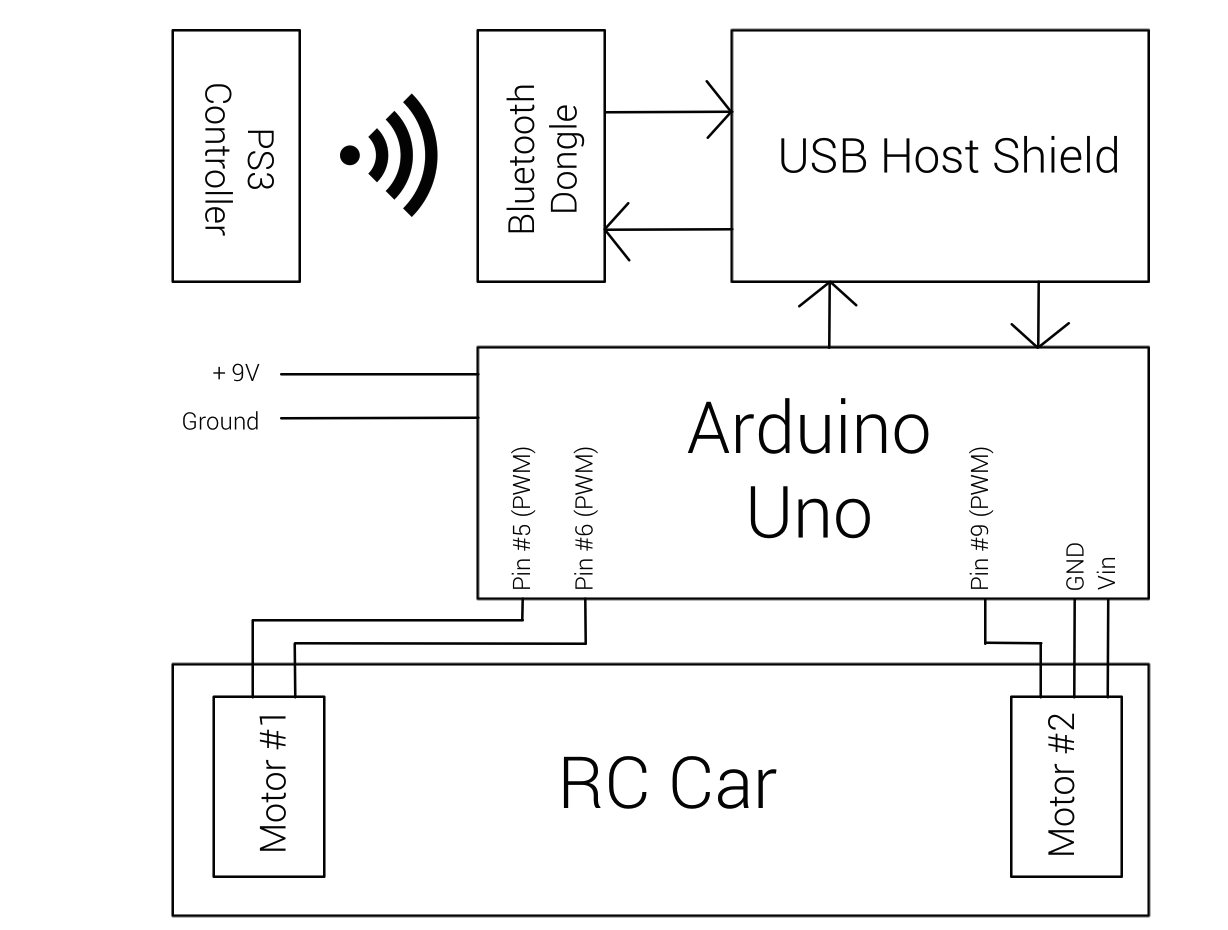 PS3
Controller
Bluetooth
Dongle
USB Host Shield
+ 9V
Ground
Arduino
Uno
Pin #5 (PWM)
Pin #6 (PWM)
Pin #9 (PWM)
GND
Vin
Motor #1
RC Car
Motor #2